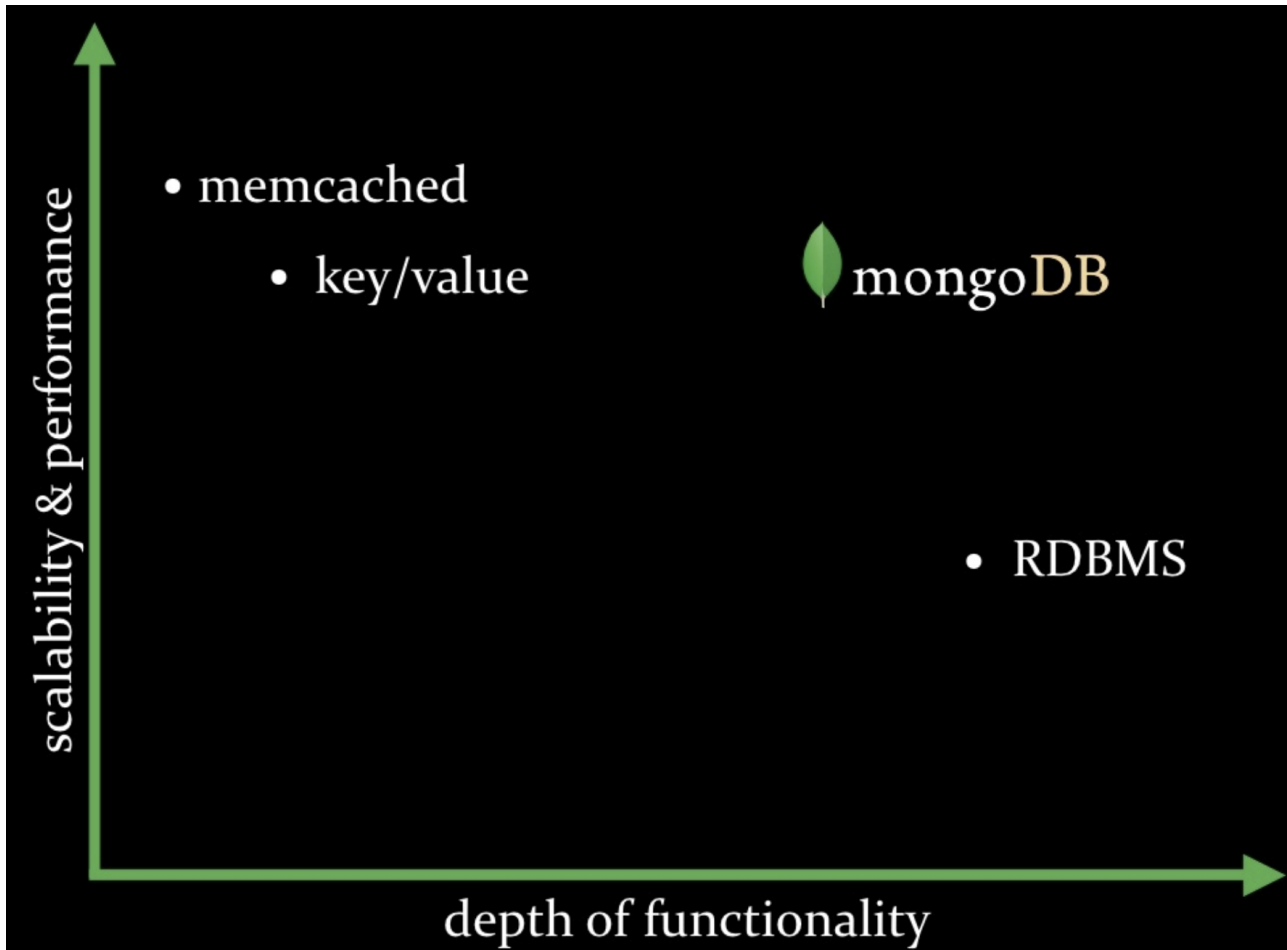 scalability & performance
• memcached
• key/value
mongoDB
• RDBMS
depth of functionality